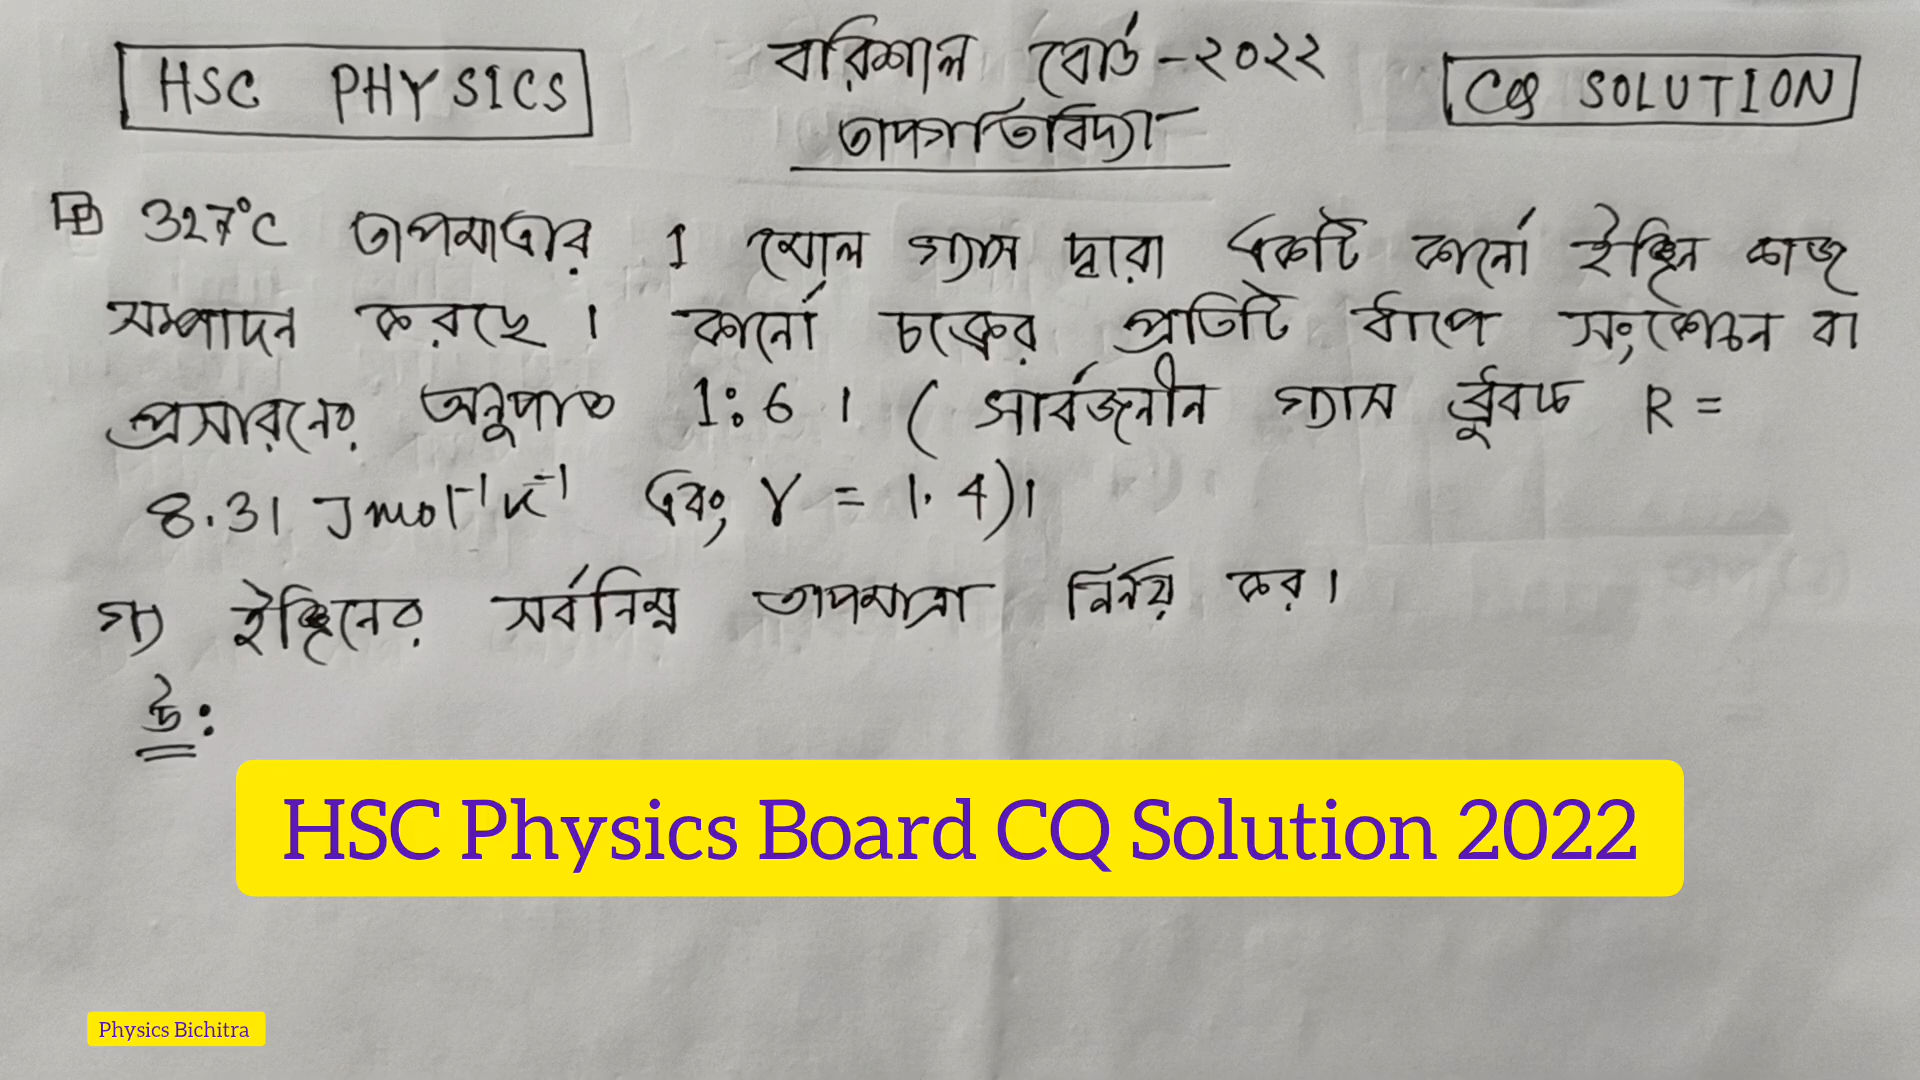 HSC PHYSICS
বরিশাল বোর্ড - ২০২২
CQ SOLUTION
তাপগতিবিদ্যা
327°C তাপমাত্রার 1 মোল গ্যাস দ্বারা একটি কার্নো ইঞ্জিন কাজ
সম্পাদন করছে। কার্নো চক্রের প্রতিটি ধাপে সংকোচন বা
প্রসারনের অনুপাত 1:6। (সার্বজনীন গ্যাস ধ্রুবক R =
8.31 Jmol⁻¹K⁻¹ এবং γ = 1.4)।
গ) ইঞ্জিনের সর্বনিম্ন তাপমাত্রা নির্ণয় কর।
উ:
HSC Physics Board CQ Solution 2022
Physics Bichitra